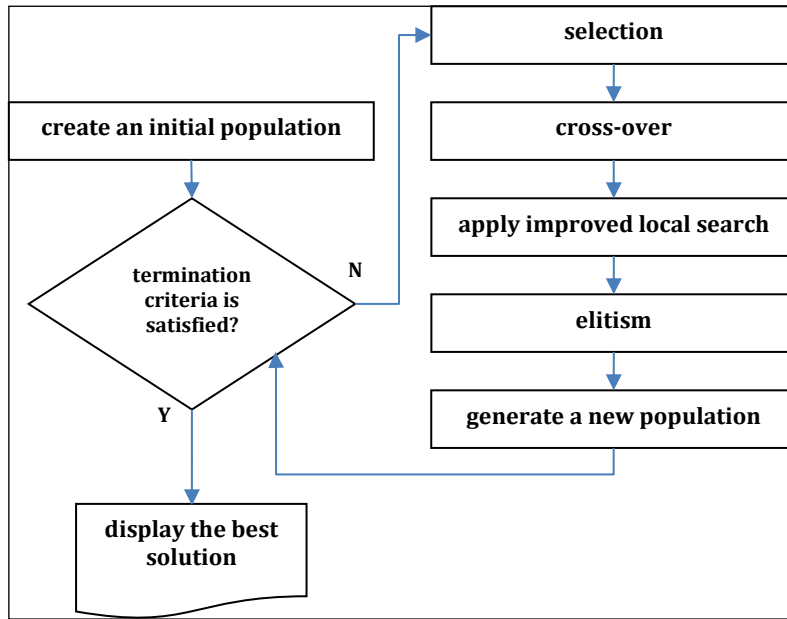 create an initial population
termination
criteria is
satisfied?
N
Y
display the best
solution
selection
cross-over
apply improved local search
elitism
generate a new population